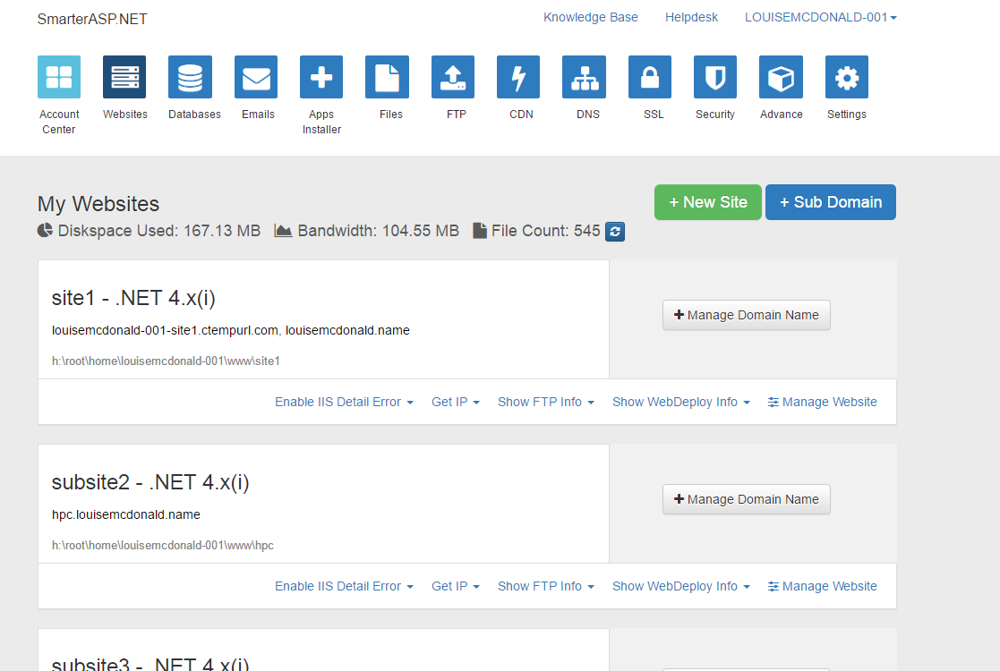 SmarterASP.NET
Knowledge Base Helpdesk LOUISEMCDONALD-001
Account Center
Websites
Databases
Emails
Apps Installer
Files
FTP
CDN
DNS
SSL
Security
Advance
Settings
My Websites
+ New Site
+ Sub Domain
Diskspace Used: 167.13 MB Bandwidth: 104.55 MB File Count: 545
site1 - .NET 4.x(i)
louisemcdonald-001-site1.ctempurl.com, louisemcdonald.name
h:\root\home\louisemcdonald-001\www\site1
Manage Domain Name
Enable IIS Detail Error Get IP Show FTP Info Show WebDeploy Info Manage Website
subsite2 - .NET 4.x(i)
hpc.louisemcdonald.name
h:\root\home\louisemcdonald-001\www\hpc
Manage Domain Name
Enable IIS Detail Error Get IP Show FTP Info Show WebDeploy Info Manage Website
subsite3 - .NET 4.x(i)